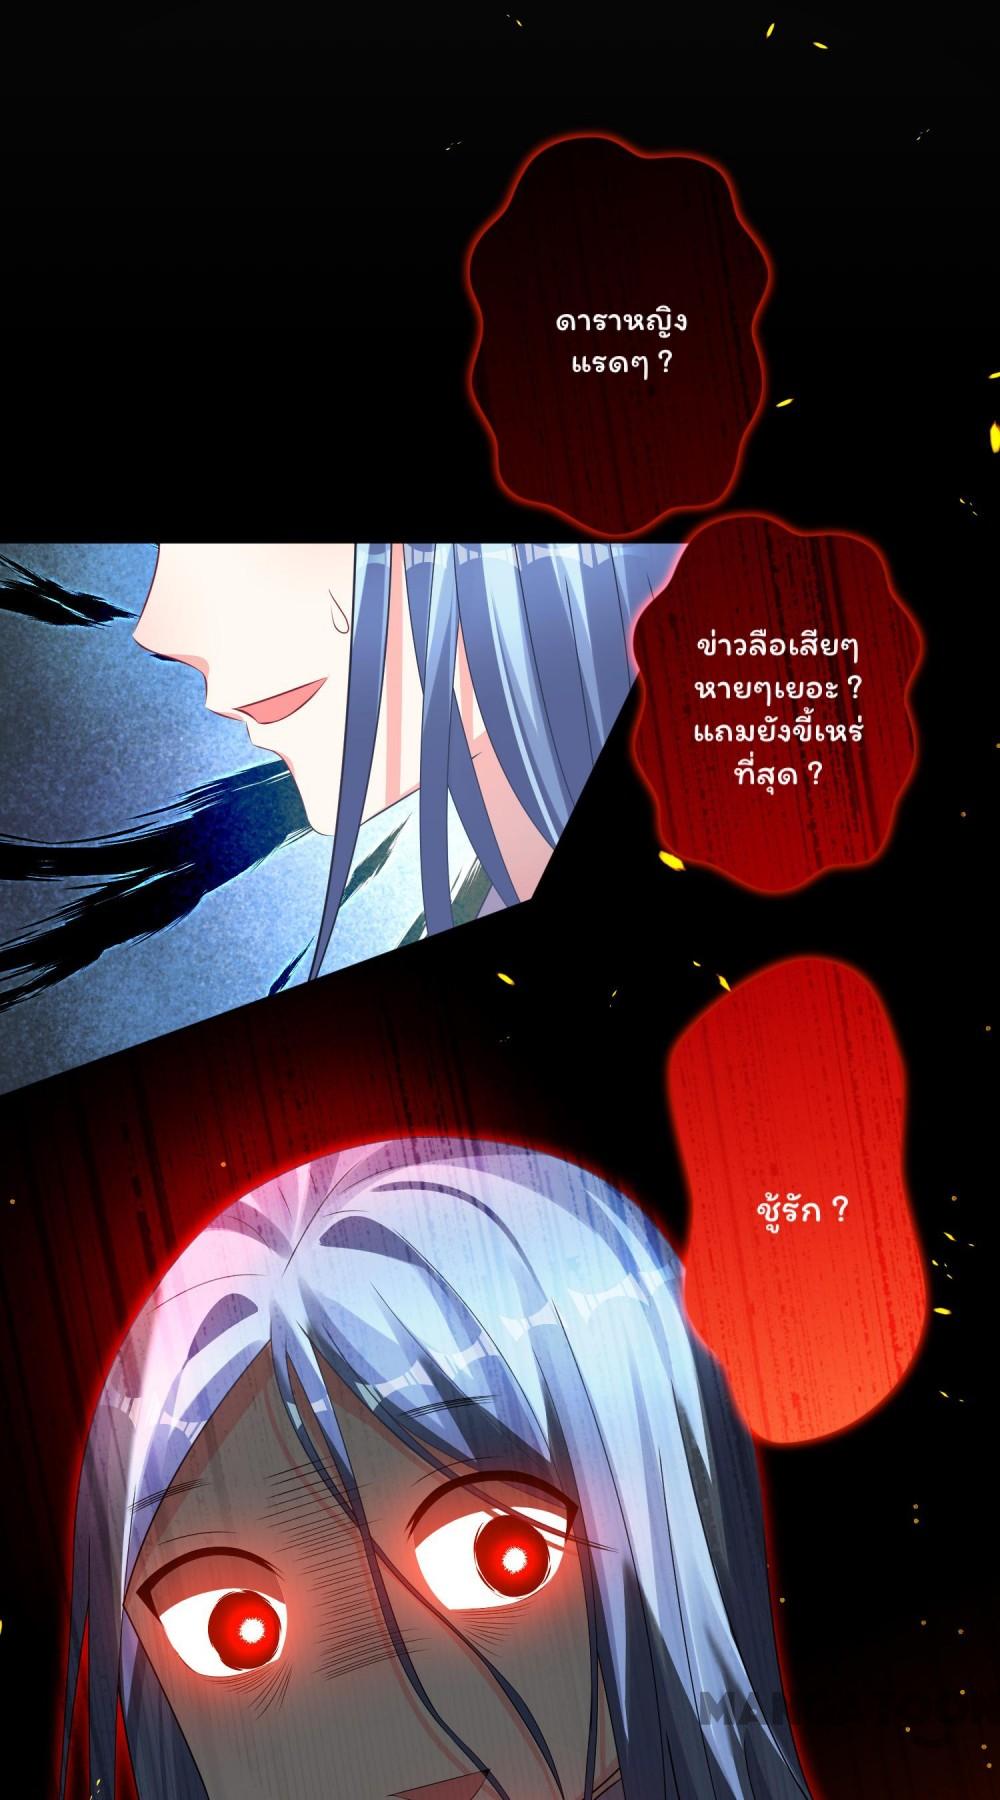 ดาราหญิง
แรดๆ ?
ข่าวลือเสียๆ
หายๆเยอะ ?
แถมยังขี้เหร่
ที่สุด ?
ชู้รัก ?
MANGATOON